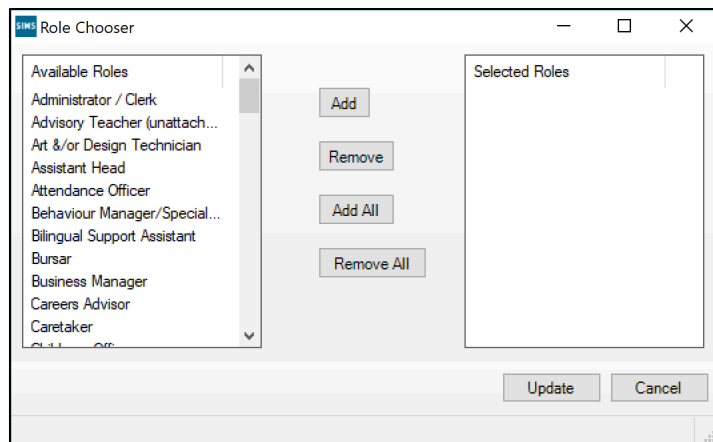 SIMS Role Chooser
Available Roles
Administrator / Clerk
Advisory Teacher (unattach...
Art &/or Design Technician
Assistant Head
Attendance Officer
Behaviour Manager/Special...
Bilingual Support Assistant
Bursar
Business Manager
Careers Advisor
Caretaker
Add
Remove
Add All
Remove All
Selected Roles
Update
Cancel